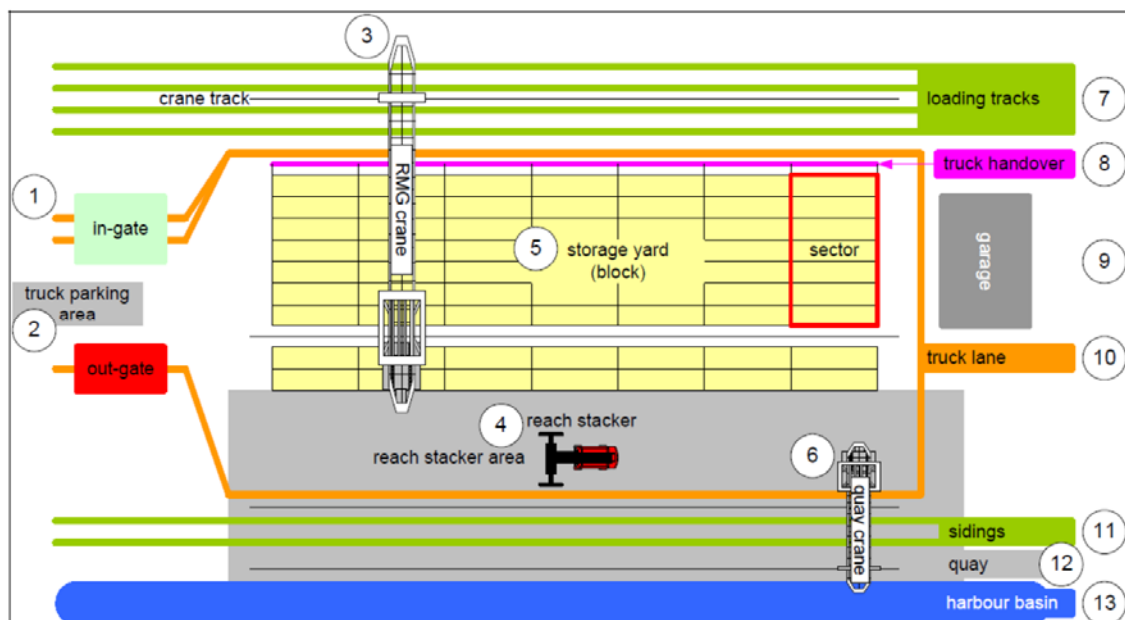 3
crane track
loading tracks
7
truck handover
8
1
in-gate
RMG crane
5
storage yard
(block)
sector
garage
9
truck parking
area
2
out-gate
truck lane
10
4
reach stacker
reach stacker area
6
quay crane
sidings
11
quay
12
harbour basin
13